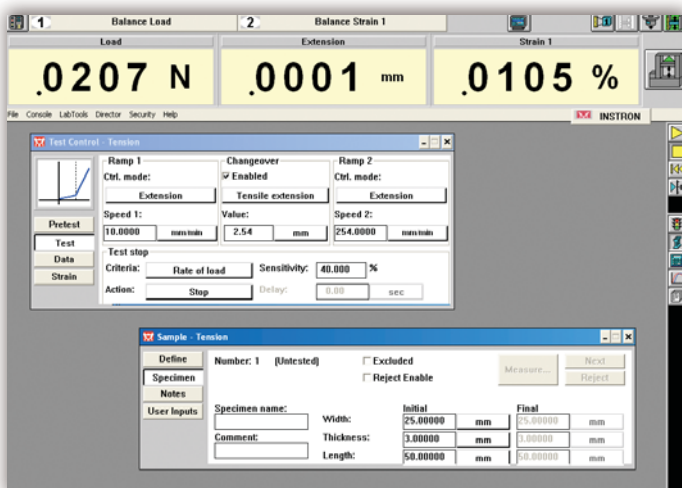 1 Balance Load 2 Balance Strain 1
Load Extension Strain 1
.0207 N .0001 mm .0105 %
File Console LabTools Director Security Help INSTRON
Test Control - Tension
Ramp 1 Changeover Ramp 2
Ctrl. mode: Enabled Ctrl. mode:
Extension Tensile extension Extension
Speed 1: Value: Speed 2:
10.0000 mm/min 2.54 mm 254.0000 mm/min
Pretest
Test
Data
Strain
Test stop
Criteria: Rate of load Sensitivity: 40.000 %
Action: Stop Delay: 0.00 sec
Sample - Tension
Define
Specimen
Notes
User Inputs
Number: 1 (Untested) Excluded Measure... Next
Reject Enable Reject
Specimen name: Initial Final
Width: 25.00000 mm 25.00000 mm
Comment: Thickness: 3.00000 mm 3.00000 mm
Length: 50.00000 mm 50.00000 mm